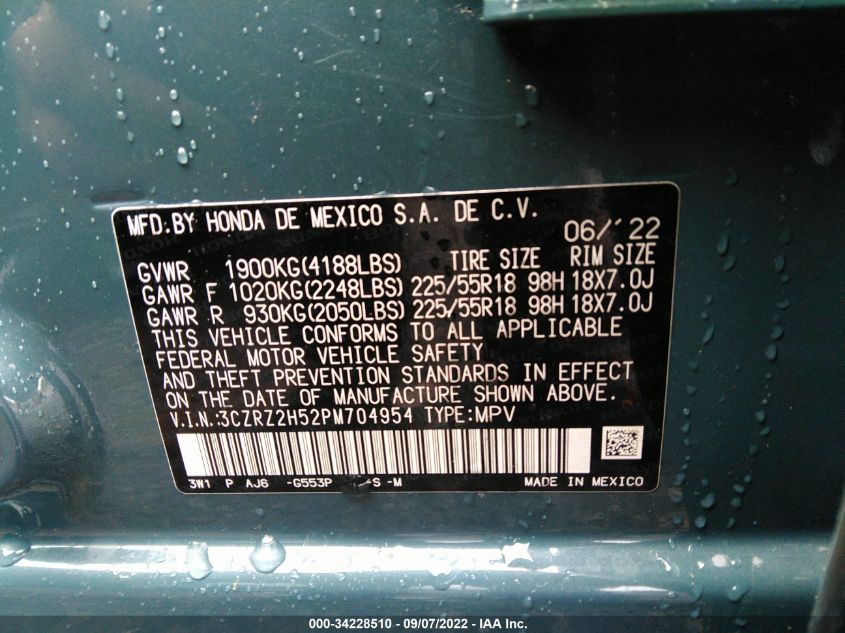 MFD.BY HONDA DE MEXICO S.A. DE C.V.
06/'22
GVWR 1900KG(4188LBS) TIRE SIZE RIM SIZE
GAWR F 1020KG(2248LBS) 225/55R18 98H 18X7.0J
GAWR R 930KG(2050LBS) 225/55R18 98H 18X7.0J
THIS VEHICLE CONFORMS TO ALL APPLICABLE
FEDERAL MOTOR VEHICLE SAFETY
AND THEFT PREVENTION STANDARDS IN EFFECT
ON THE DATE OF MANUFACTURE SHOWN ABOVE.
V.I.N.:3CZRZ2H52PM704954 TYPE:MPV
3W1 P AJ6 -G553P -S -M MADE IN MEXICO
000-34228510 - 09/07/2022 - IAA Inc.